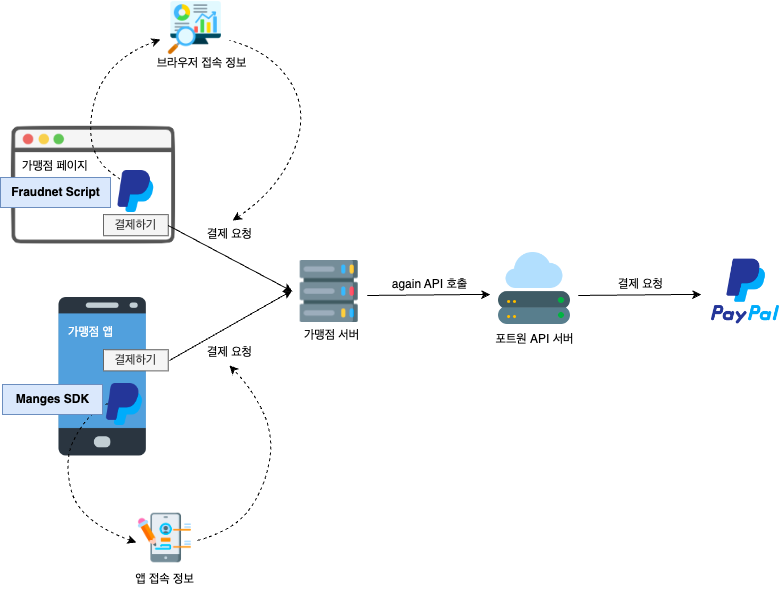 브라우저 접속 정보
가맹점 페이지
Fraudnet Script
결제하기
결제 요청
가맹점 앱
결제하기
결제 요청
Manges SDK
앱 접속 정보
가맹점 서버
again API 호출
포트원 API 서버
결제 요청
PayPal